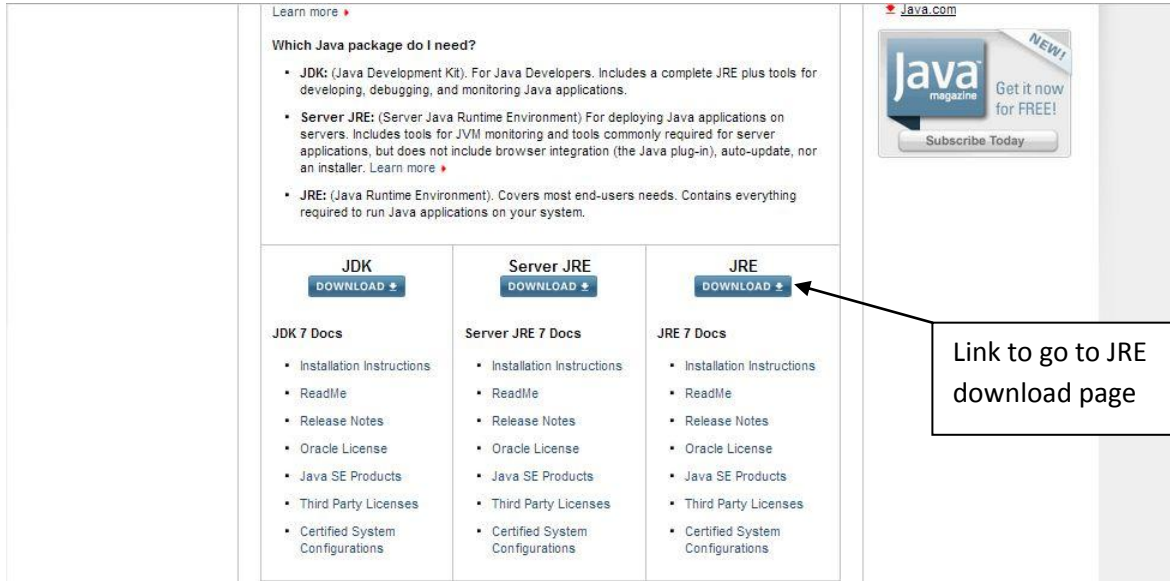 Learn more
Java.com
Which Java package do I need?
▪ JDK: (Java Development Kit). For Java Developers. Includes a complete JRE plus tools for
developing, debugging, and monitoring Java applications.
▪ Server JRE: (Server Java Runtime Environment) For deploying Java applications on
servers. Includes tools for JVM monitoring and tools commonly required for server
applications, but does not include browser integration (the Java plug-in), auto-update, nor
an installer. Learn more
▪ JRE: (Java Runtime Environment). Covers most end-users needs. Contains everything
required to run Java applications on your system.
NEW!
Java
magazine
Get it now
for FREE!
Subscribe Today
JDK
DOWNLOAD
JDK 7 Docs
▪ Installation Instructions
▪ ReadMe
▪ Release Notes
▪ Oracle License
▪ Java SE Products
▪ Third Party Licenses
▪ Certified System
Configurations
Server JRE
DOWNLOAD
Server JRE 7 Docs
▪ Installation Instructions
▪ ReadMe
▪ Release Notes
▪ Oracle License
▪ Java SE Products
▪ Third Party Licenses
▪ Certified System
Configurations
JRE
DOWNLOAD
JRE 7 Docs
▪ Installation Instructions
▪ ReadMe
▪ Release Notes
▪ Oracle License
▪ Java SE Products
▪ Third Party Licenses
▪ Certified System
Configurations
Link to go to JRE
download page